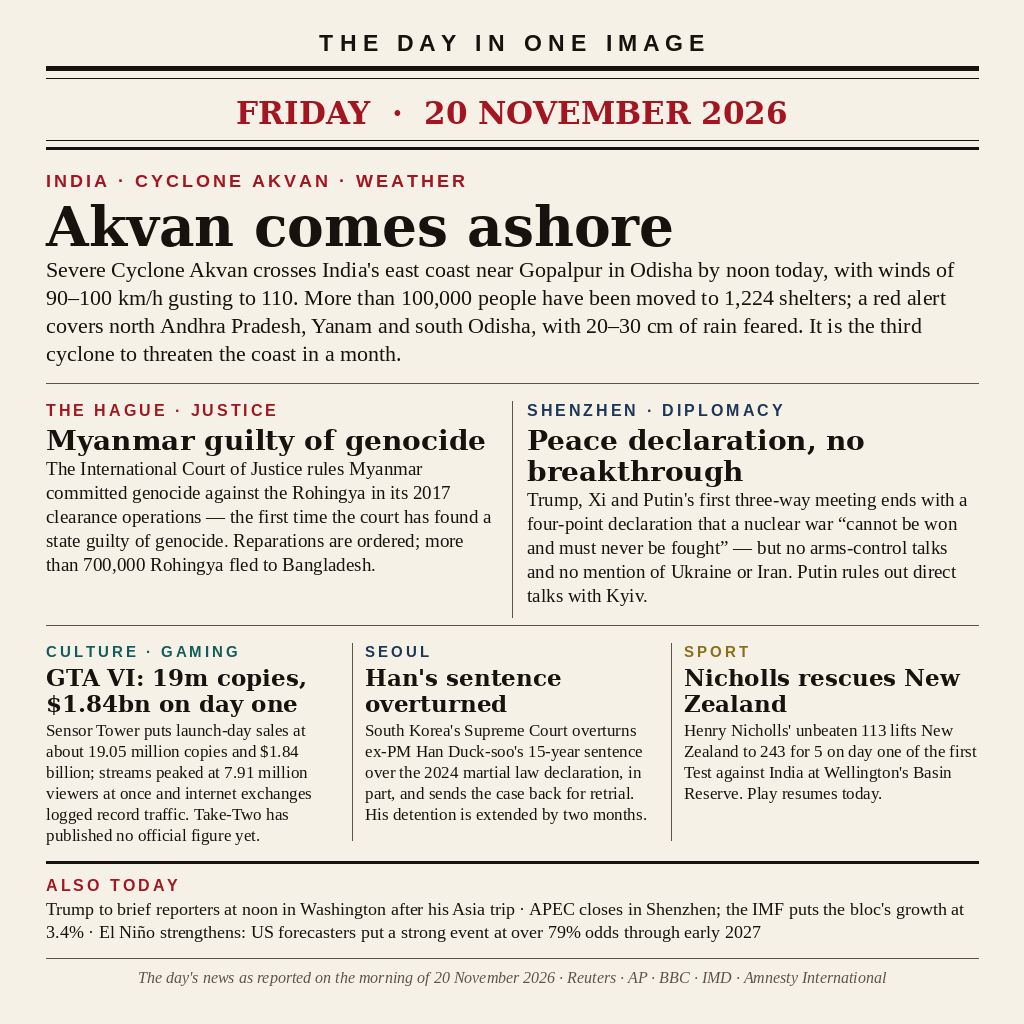 THE DAY IN ONE IMAGE
FRIDAY · 20 NOVEMBER 2026
INDIA · CYCLONE AKVAN · WEATHER
Akvan comes ashore
Severe Cyclone Akvan crosses India's east coast near Gopalpur in Odisha by noon today, with winds of
90–100 km/h gusting to 110. More than 100,000 people have been moved to 1,224 shelters; a red alert
covers north Andhra Pradesh, Yanam and south Odisha, with 20–30 cm of rain feared. It is the third
cyclone to threaten the coast in a month.
THE HAGUE · JUSTICE
Myanmar guilty of genocide
The International Court of Justice rules Myanmar
committed genocide against the Rohingya in its 2017
clearance operations — the first time the court has found a
state guilty of genocide. Reparations are ordered; more
than 700,000 Rohingya fled to Bangladesh.
SHENZHEN · DIPLOMACY
Peace declaration, no
breakthrough
Trump, Xi and Putin's first three-way meeting ends with a
four-point declaration that a nuclear war “cannot be won
and must never be fought” — but no arms-control talks
and no mention of Ukraine or Iran. Putin rules out direct
talks with Kyiv.
CULTURE · GAMING
GTA VI: 19m copies,
$1.84bn on day one
Sensor Tower puts launch-day sales at
about 19.05 million copies and $1.84
billion; streams peaked at 7.91 million
viewers at once and internet exchanges
logged record traffic. Take-Two has
published no official figure yet.
SEOUL
Han's sentence
overturned
South Korea's Supreme Court overturns
ex-PM Han Duck-soo's 15-year sentence
over the 2024 martial law declaration, in
part, and sends the case back for retrial.
His detention is extended by two months.
SPORT
Nicholls rescues New
Zealand
Henry Nicholls' unbeaten 113 lifts New
Zealand to 243 for 5 on day one of the first
Test against India at Wellington's Basin
Reserve. Play resumes today.
ALSO TODAY
Trump to brief reporters at noon in Washington after his Asia trip · APEC closes in Shenzhen; the IMF puts the bloc's growth at
3.4% · El Niño strengthens: US forecasters put a strong event at over 79% odds through early 2027
The day's news as reported on the morning of 20 November 2026 · Reuters · AP · BBC · IMD · Amnesty International